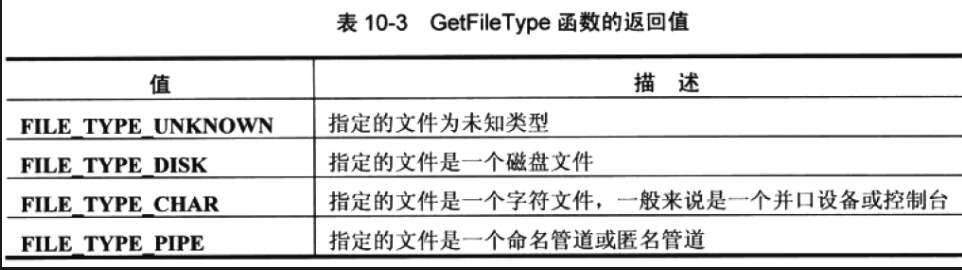 表 10-3 GetFileType 函数的返回值
值 描 述
FILE_TYPE_UNKNOWN 指定的文件为未知类型
FILE_TYPE_DISK 指定的文件是一个磁盘文件
FILE_TYPE_CHAR 指定的文件是一个字符文件，一般来说是一个并口设备或控制台
FILE_TYPE_PIPE 指定的文件是一个命名管道或匿名管道